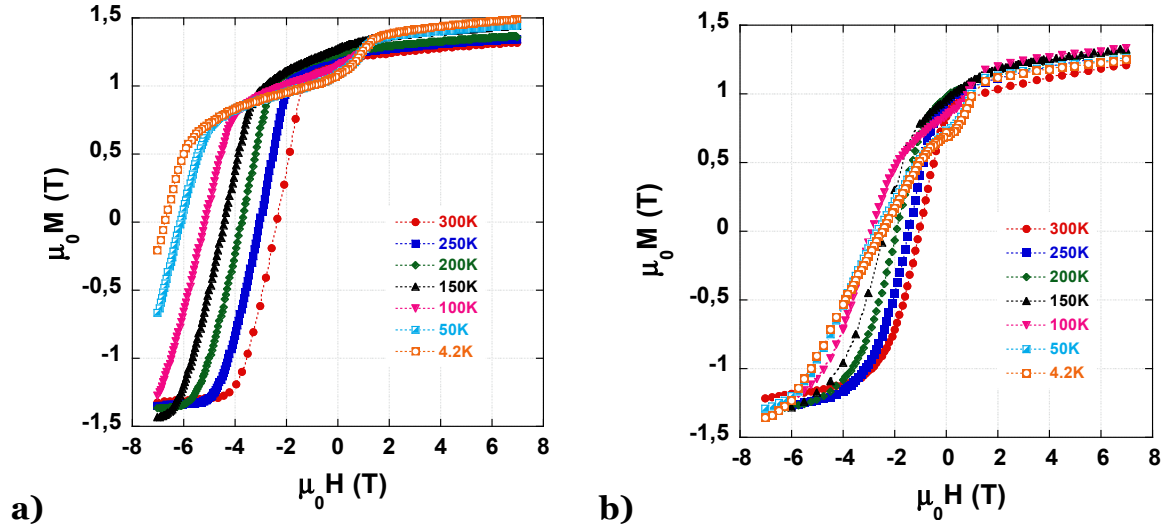 1,5
1
0,5
0
-0,5
-1
-1,5
-8 -6 -4 -2 0 2 4 6 8
μ0M (T)
μ0H (T)
300K
250K
200K
150K
100K
50K
4.2K
a)
1,5
1
0,5
0
-0,5
-1
-1,5
-8 -6 -4 -2 0 2 4 6 8
μ0M (T)
μ0H (T)
300K
250K
200K
150K
100K
50K
4.2K
b)